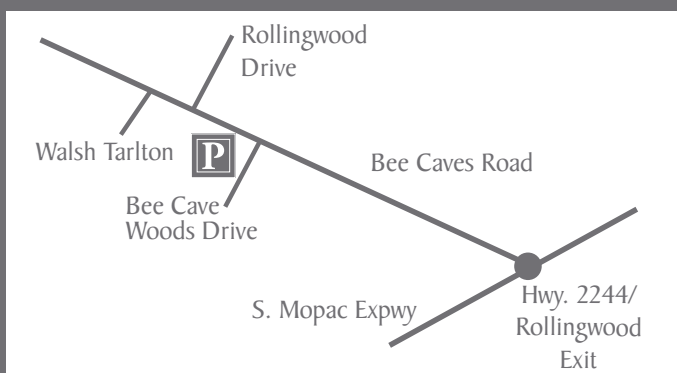 Rollingwood
Drive
Walsh Tarlton
P
Bee Caves Road
Bee Cave
Woods Drive
S. Mopac Expwy
Hwy. 2244/
Rollingwood
Exit